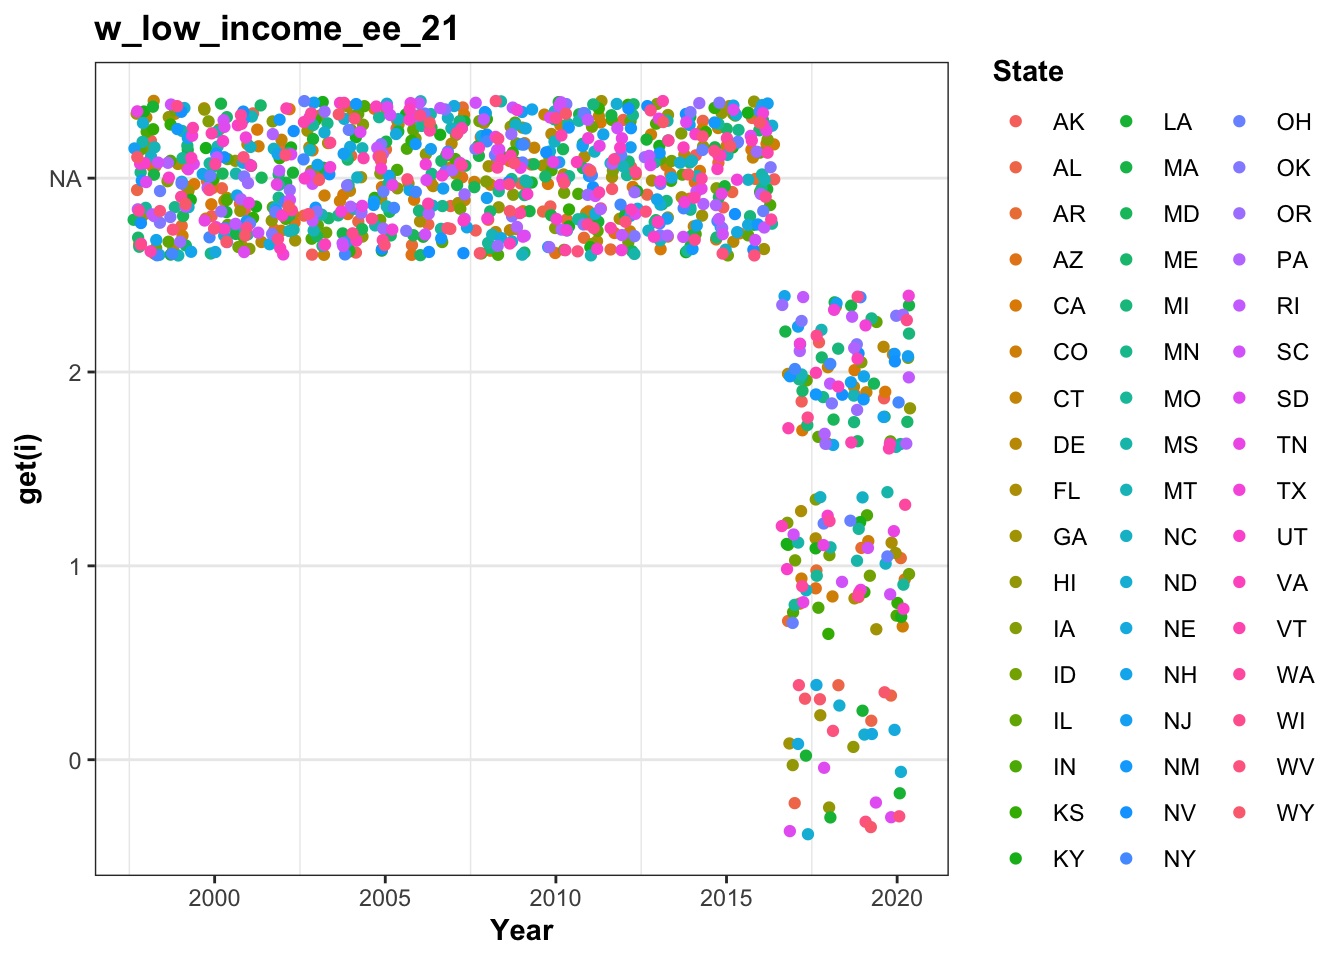 w_low_income_ee_21
get(i)
NA
2
1
0
2000 2005 2010 2015 2020
Year
State
AK LA OH
AL MA OK
AR MD OR
AZ ME PA
CA MI RI
CO MN SC
CT MO SD
DE MS TN
FL MT TX
GA NC UT
HI ND VA
IA NE VT
ID NH WA
IL NJ WI
IN NM WV
KS NV WY
KY NY